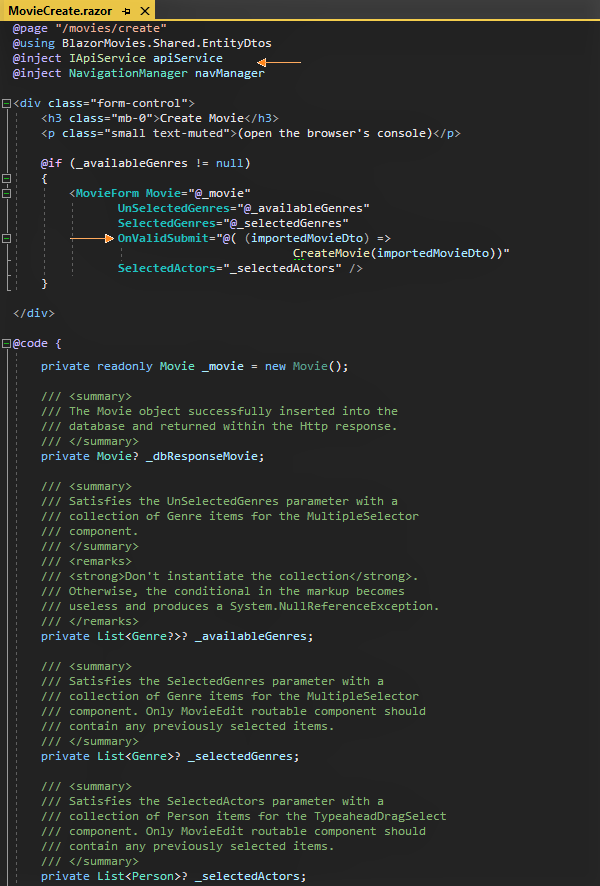 MovieCreate.razor
@page "/movies/create"
@using BlazorMovies.Shared.EntityDtos
@inject IApiService apiService
@inject NavigationManager navManager
<div class="form-control">
<h3 class="mb-0">Create Movie</h3>
<p class="small text-muted">(open the browser's console)</p>
@if (_availableGenres != null)
{
<MovieForm Movie="@_movie"
UnSelectedGenres="@_availableGenres"
SelectedGenres="@_selectedGenres"
OnValidSubmit="@( (importedMovieDto) =>
CreateMovie(importedMovieDto))"
SelectedActors="_selectedActors" />
}
</div>
@code {
private readonly Movie _movie = new Movie();
/// <summary>
/// The Movie object successfully inserted into the
/// database and returned within the Http response.
/// </summary>
private Movie? _dbResponseMovie;
/// <summary>
/// Satisfies the UnSelectedGenres parameter with a
/// collection of Genre items for the MultipleSelector
/// component.
/// </summary>
/// <remarks>
/// <strong>Don't instantiate the collection</strong>.
/// Otherwise, the conditional in the markup becomes
/// useless and produces a System.NullReferenceException.
/// </remarks>
private List<Genre?>? _availableGenres;
/// <summary>
/// Satisfies the SelectedGenres parameter with a
/// collection of Genre items for the MultipleSelector
/// component. Only MovieEdit routable component should
/// contain any previously selected items.
/// </summary>
private List<Genre>? _selectedGenres;
/// <summary>
/// Satisfies the SelectedActors parameter with a
/// collection of Person items for the TypeaheadDragSelect
/// component. Only MovieEdit routable component should
/// contain any previously selected items.
/// </summary>
private List<Person>? _selectedActors;